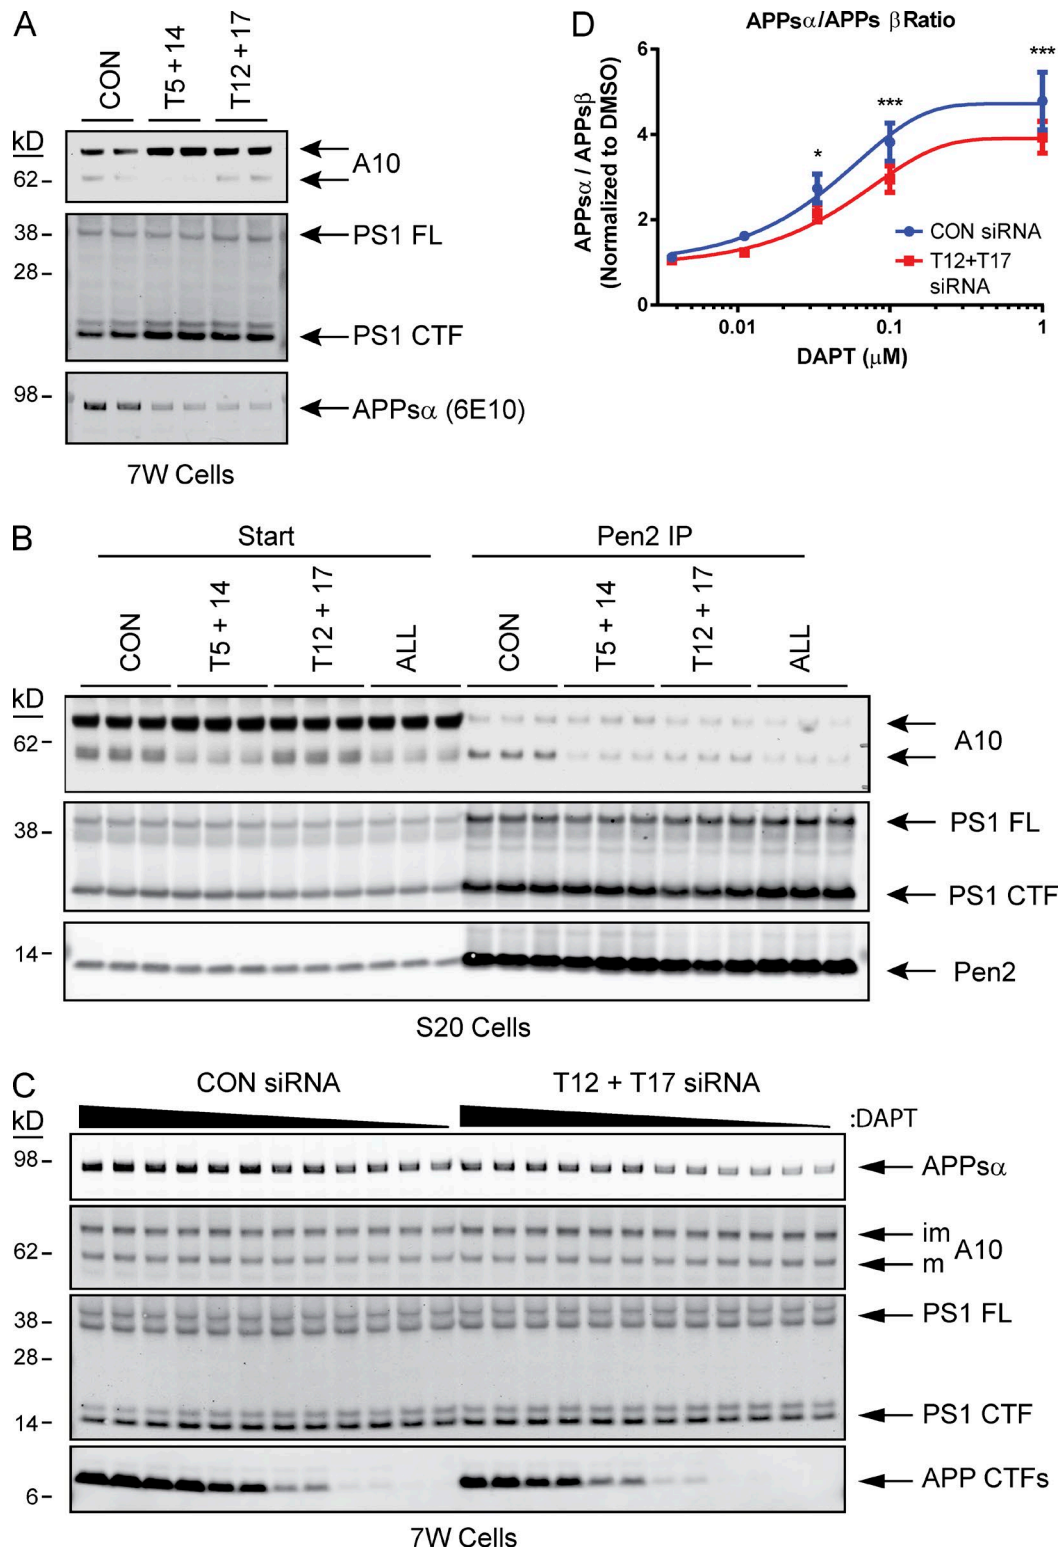 A
CON
T5 + 14
T12 + 17
kD
62
A10
38
PS1 FL
28
PS1 CTF
98
APPsα (6E10)
7W Cells
D
APPsα/APPs βRatio
APPsα / APPsβ
(Normalized to DMSO)
6
4
2
0
*
***
***
CON siRNA
T12+T17
siRNA
0.01
0.1
1
DAPT (μM)
B
Start
Pen2 IP
CON
T5 + 14
T12 + 17
ALL
CON
T5 + 14
T12 + 17
ALL
kD
62
A10
38
PS1 FL
PS1 CTF
14
Pen2
S20 Cells
C
CON siRNA
T12 + T17 siRNA
kD
:DAPT
98
APPsα
im
62
A10
m
38
PS1 FL
28
14
PS1 CTF
6
APP CTFs
7W Cells